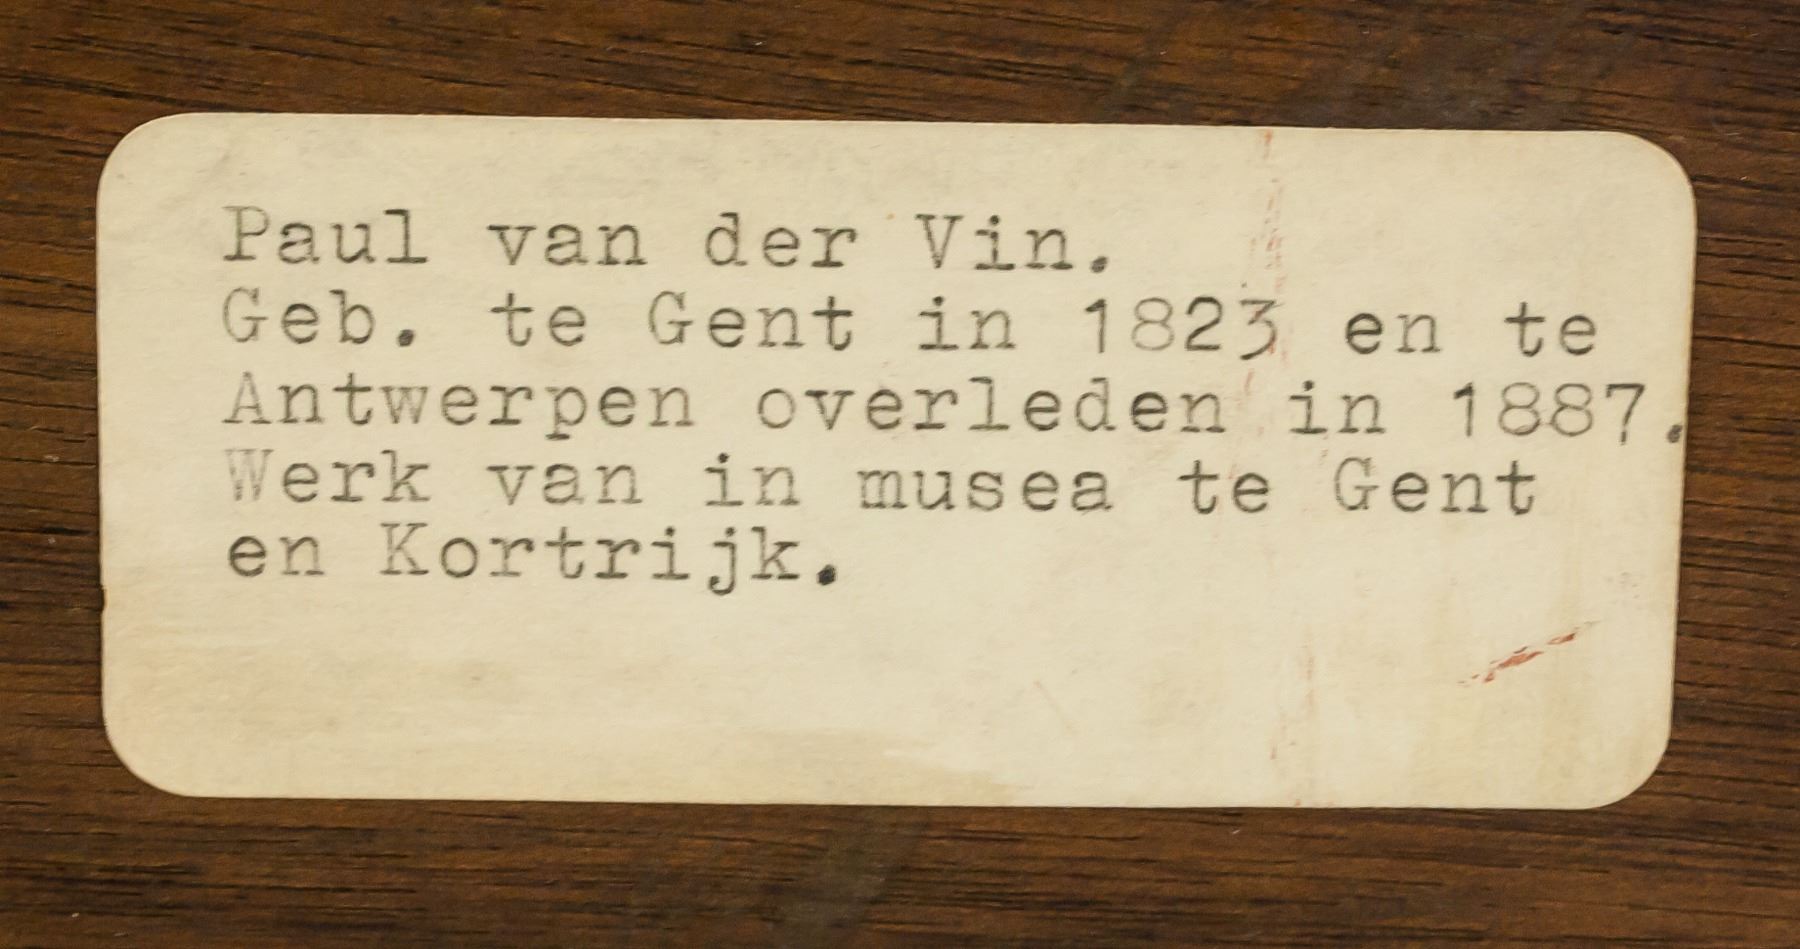 Paul van der Vin.
Geb. te Gent in 1823 en te
Antwerpen overleden in 1887.
Werk van in musea te Gent
en Kortrijk.